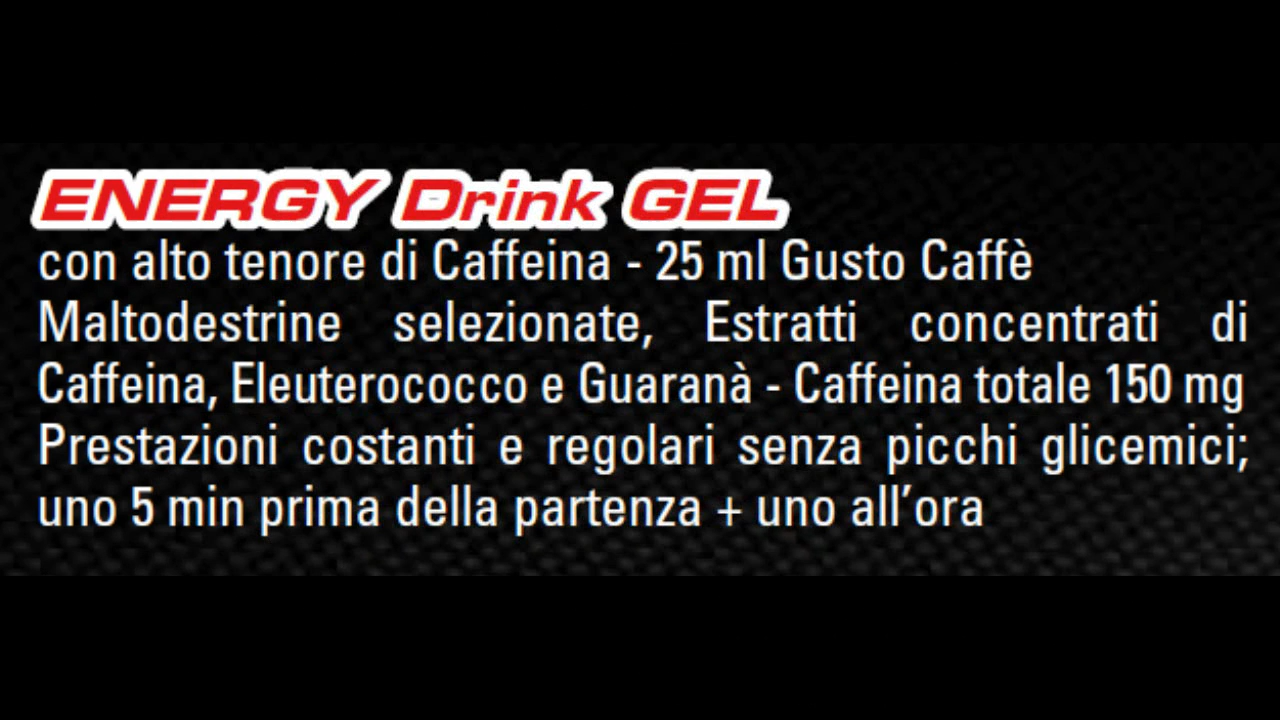 ENERGY Drink GEL
con alto tenore di Caffeina - 25 ml Gusto Caffè
Maltodestrine selezionate, Estratti concentrati di
Caffeina, Eleuterococco e Guaranà - Caffeina totale 150 mg
Prestazioni costanti e regolari senza picchi glicemici;
uno 5 min prima della partenza + uno all’ora